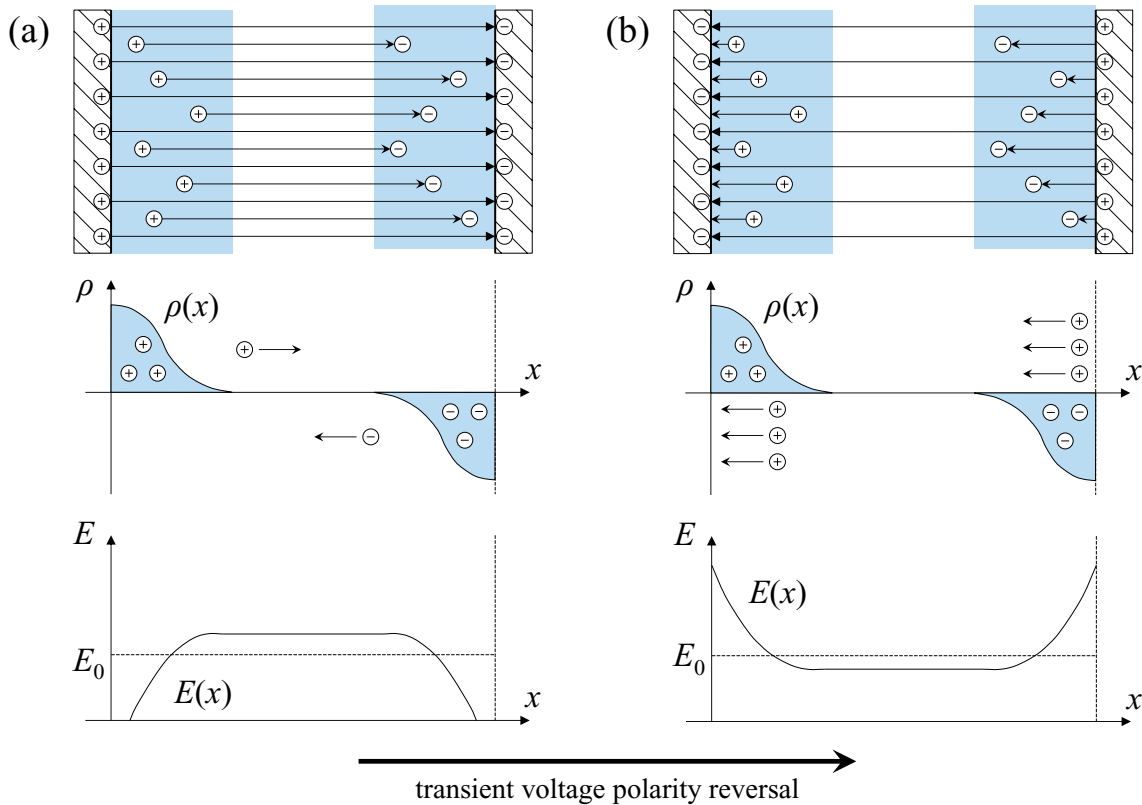 (a)
(b)
ρ
ρ(x)
x
ρ
ρ(x)
x
E
E₀
E(x)
x
E
E₀
E(x)
x
transient voltage polarity reversal